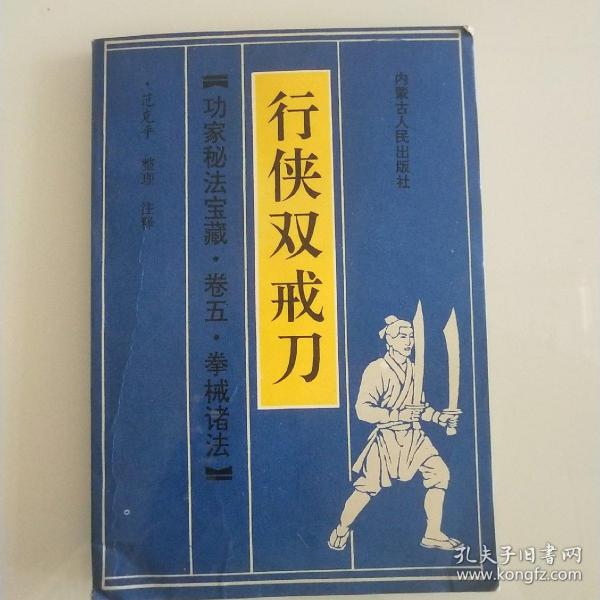 内蒙古人民出版社
行侠双戒刀
【功家秘法宝藏·卷五·拳械诸法】
·范克平 整理 注释
孔夫子旧书网
www.kongfz.com